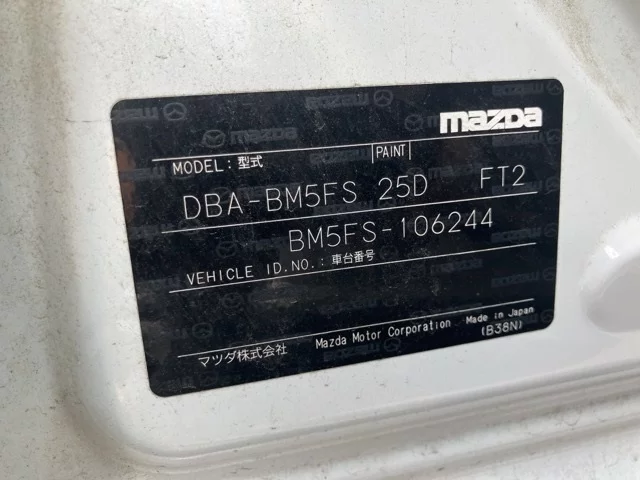 mazda
MODEL: 型式 PAINT
DBA-BM5FS 25D FT2
BM5FS-106244
VEHICLE ID.NO.: 車台番号
マツダ株式会社 Mazda Motor Corporation Made in Japan
(B38N)